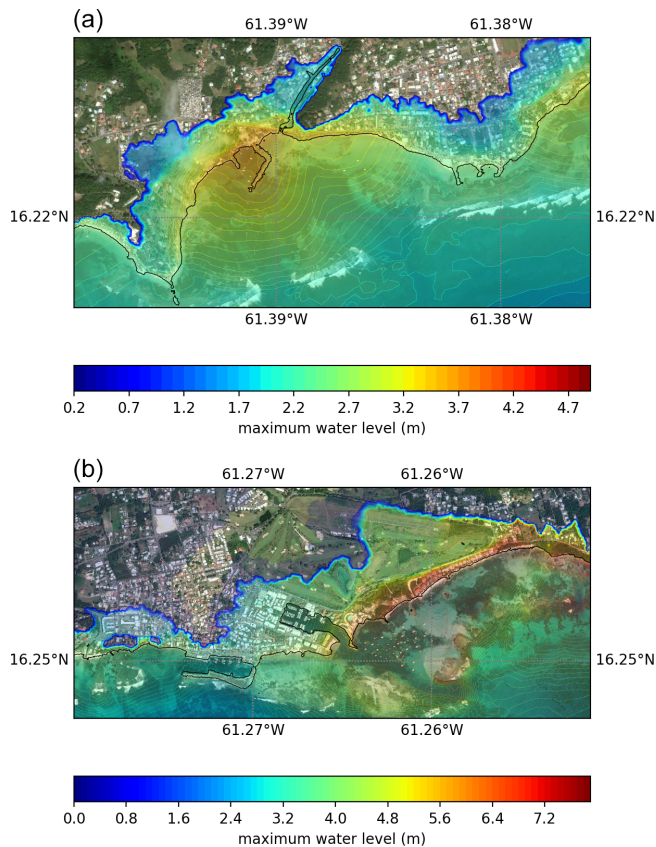 (a)
61.39°W 61.38°W
16.22°N 16.22°N
61.39°W 61.38°W
0.2 0.7 1.2 1.7 2.2 2.7 3.2 3.7 4.2 4.7
maximum water level (m)
(b)
61.27°W 61.26°W
16.25°N 16.25°N
61.27°W 61.26°W
0.0 0.8 1.6 2.4 3.2 4.0 4.8 5.6 6.4 7.2
maximum water level (m)